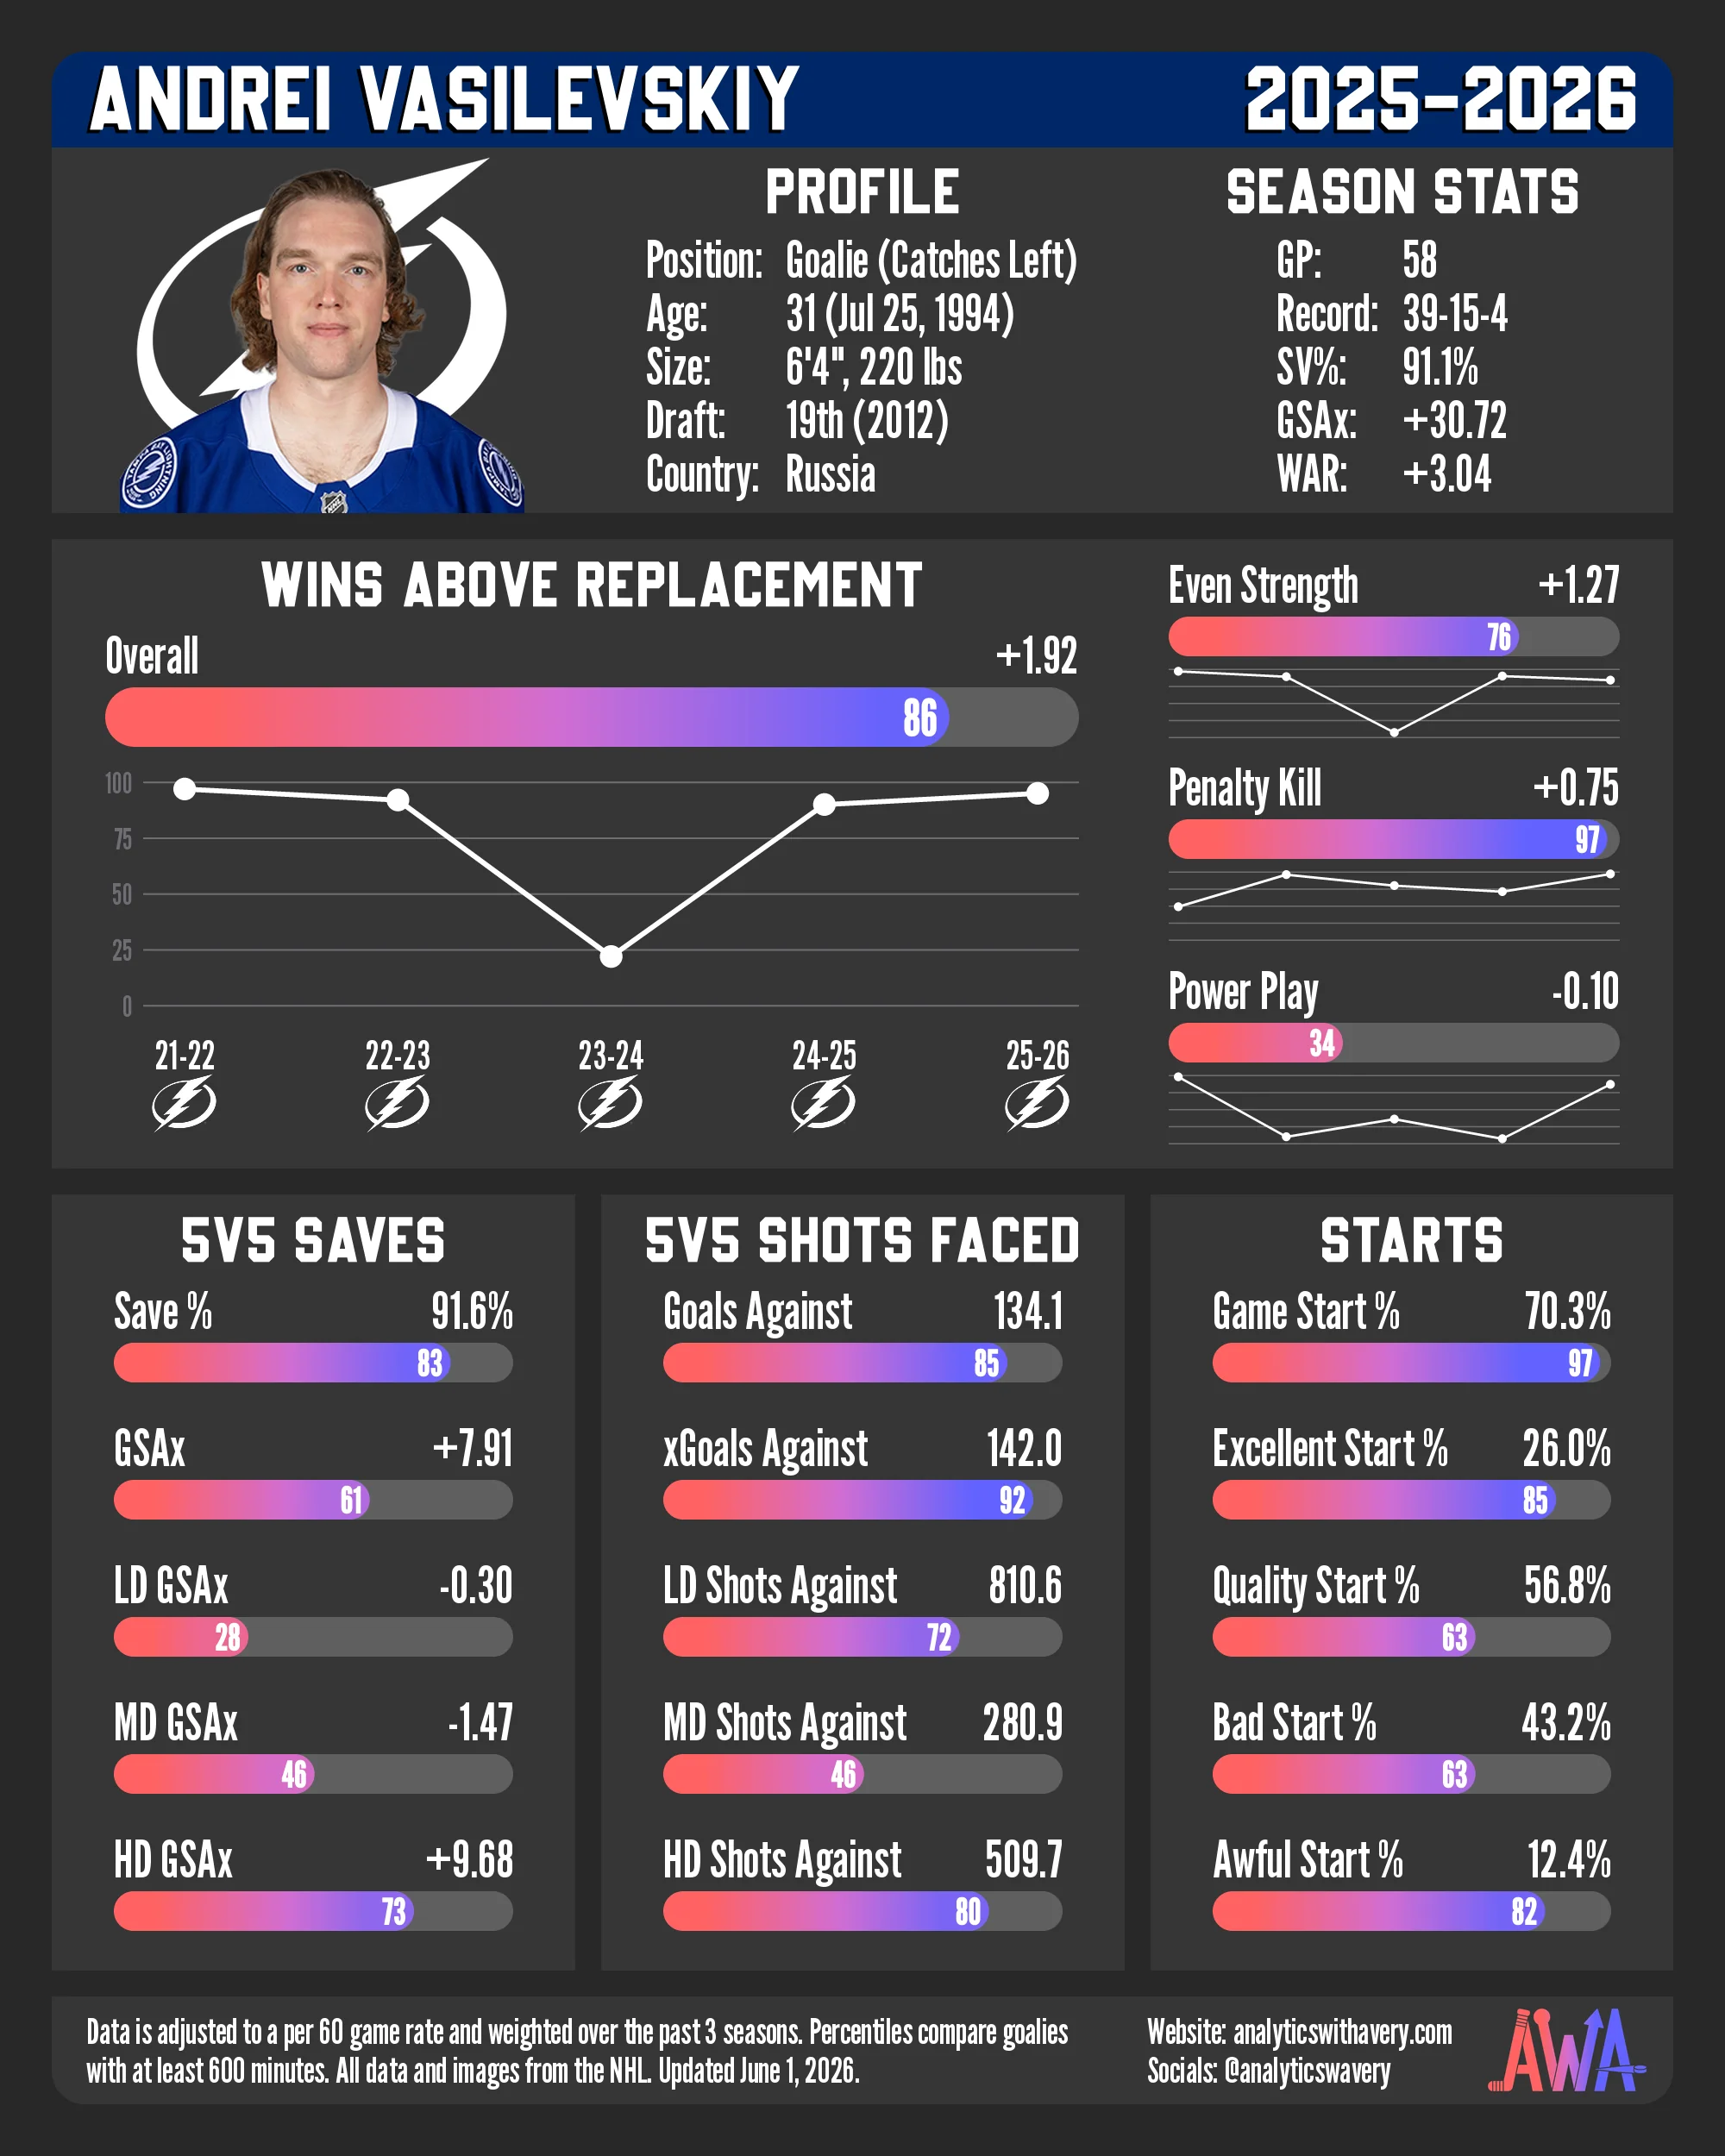 ANDREI VASILEVSKIY
2025-2026
PROFILE
Position: Goalie (Catches Left)
Age: 31 (Jul 25, 1994)
Size: 6'4", 220 lbs
Draft: 19th (2012)
Country: Russia
SEASON STATS
GP: 58
Record: 39-15-4
SV%: 91.1%
GSAx: +30.72
WAR: +3.04
TAMPA BAY LIGHTNING
WINS ABOVE REPLACEMENT
Overall +1.92
86
100
75
50
25
0
21-22 22-23 23-24 24-25 25-26
Even Strength +1.27
76
Penalty Kill +0.75
97
Power Play -0.10
34
5V5 SAVES
Save % 91.6%
83
GSAx +7.91
61
LD GSAx -0.30
28
MD GSAx -1.47
46
HD GSAx +9.68
73
5V5 SHOTS FACED
Goals Against 134.1
85
xGoals Against 142.0
92
LD Shots Against 810.6
72
MD Shots Against 280.9
46
HD Shots Against 509.7
80
STARTS
Game Start % 70.3%
97
Excellent Start % 26.0%
85
Quality Start % 56.8%
63
Bad Start % 43.2%
63
Awful Start % 12.4%
82
Data is adjusted to a per 60 game rate and weighted over the past 3 seasons. Percentiles compare goalies
with at least 600 minutes. All data and images from the NHL. Updated June 1, 2026.
Website: analyticswithavery.com
Socials: @analyticswavery
AWA